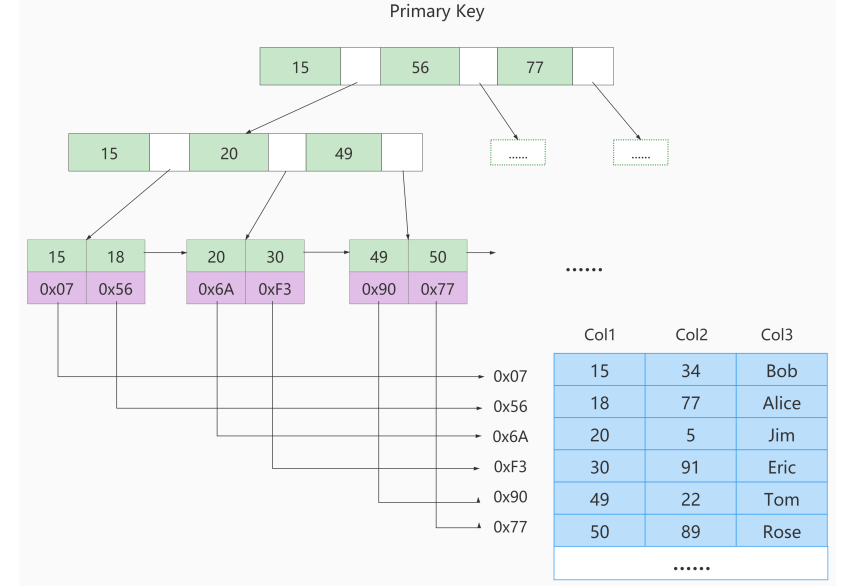 Primary Key
15 56 77
15 20 49
...... ......
15 18 20 30 49 50
0x07 0x56 0x6A 0xF3 0x90 0x77
......
Col1 Col2 Col3
0x07 15 34 Bob
0x56 18 77 Alice
0x6A 20 5 Jim
0xF3 30 91 Eric
0x90 49 22 Tom
0x77 50 89 Rose
......